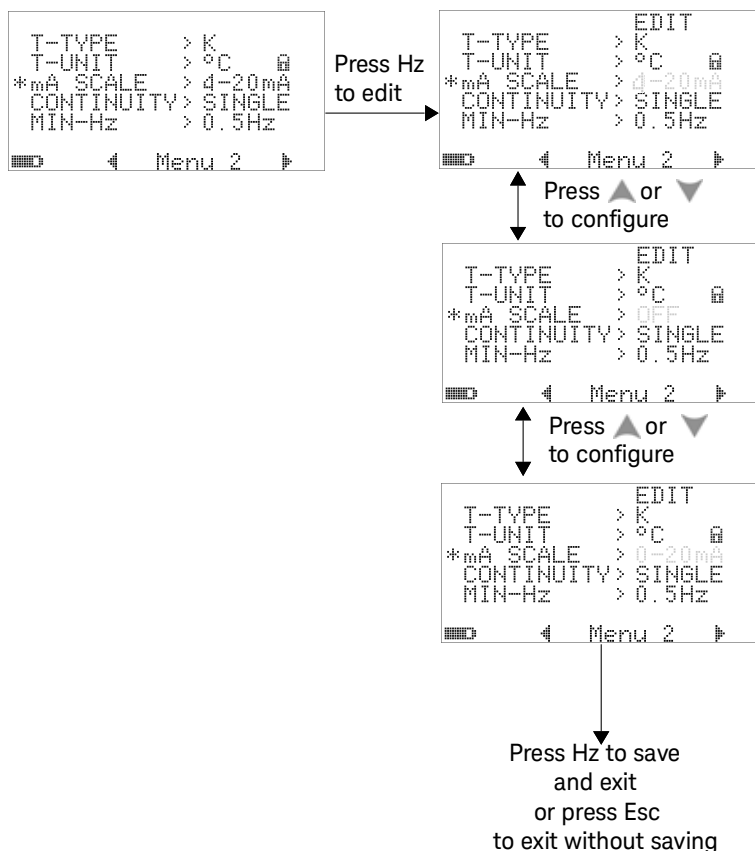 T-TYPE > K
T-UNIT > °C
*mA SCALE > 4-20mA
CONTINUITY> SINGLE
MIN-Hz > 0.5Hz
Menu 2
Press Hz
to edit
EDIT
T-TYPE > K
T-UNIT > °C
*mA SCALE > 4-20mA
CONTINUITY> SINGLE
MIN-Hz > 0.5Hz
Menu 2
Press or
to configure
EDIT
T-TYPE > K
T-UNIT > °C
*mA SCALE > OFF
CONTINUITY> SINGLE
MIN-Hz > 0.5Hz
Menu 2
Press or
to configure
EDIT
T-TYPE > K
T-UNIT > °C
*mA SCALE > 0-20mA
CONTINUITY> SINGLE
MIN-Hz > 0.5Hz
Menu 2
Press Hz to save
and exit
or press Esc
to exit without saving